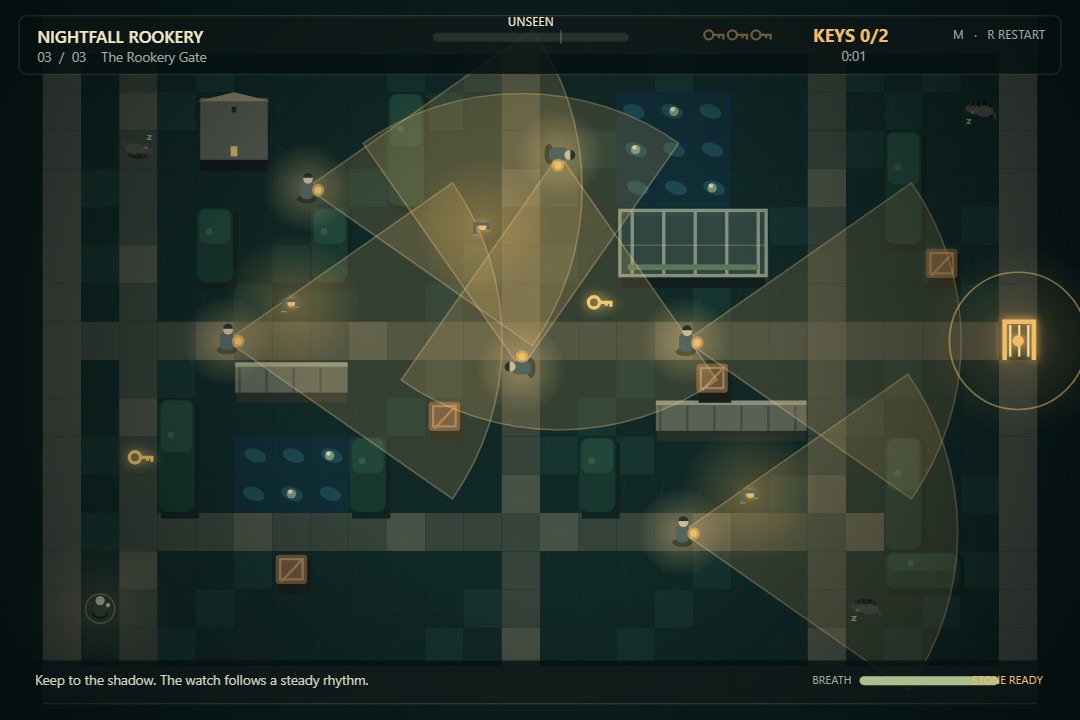 UNSEEN
NIGHTFALL ROOKERY
03 / 03 The Rookery Gate
KEYS 0/2
0:01
M · R RESTART
z
z
z
Keep to the shadow. The watch follows a steady rhythm.
BREATH
STONE READY